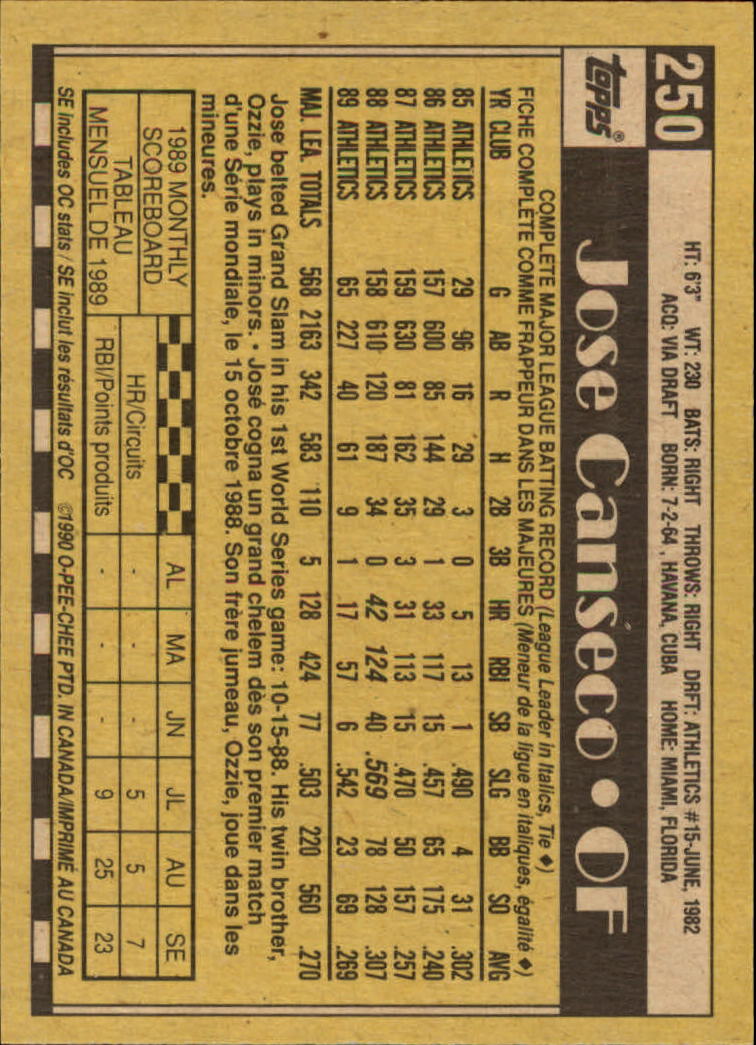 250
HT: 6'3" WT: 230 BATS: RIGHT THROWS: RIGHT DRFT: ATHLETICS #15-JUNE, 1982
ACQ: VIA DRAFT BORN: 7-2-64, HAVANA, CUBA HOME: MIAMI, FLORIDA
topps®
Jose Canseco • OF
COMPLETE MAJOR LEAGUE BATTING RECORD (League Leader in Italics, Tie ♦)
FICHE COMPLÈTE COMME FRAPPEUR DANS LES MAJEURES (Meneur de la ligue en italiques, égalité ♦)
YR CLUB G AB R H 2B 3B HR RBI SB SLG BB SO AVG
85 ATHLETICS 29 96 16 29 3 0 5 13 1 .490 4 31 .302
86 ATHLETICS 157 600 85 144 29 1 33 117 15 .457 65 175 .240
87 ATHLETICS 159 630 81 162 35 3 31 113 15 .470 50 157 .257
88 ATHLETICS 158 610 120 187 34 0 42 124 40 .569 78 128 .307
89 ATHLETICS 65 227 40 61 9 1 17 57 6 .542 23 69 .269
MAJ. LEA. TOTALS 568 2163 342 583 110 5 128 424 77 .503 220 560 .270
Jose belted Grand Slam in his 1st World Series game: 10-15-88. His twin brother,
Ozzie, plays in minors. • José cogna un grand chelem dès son premier match
d'une Série mondiale, le 15 octobre 1988. Son frère jumeau, Ozzie, joue dans les
mineures.
1989 MONTHLY
SCOREBOARD
TABLEAU
MENSUEL DE 1989
AL MA JN JL AU SE
HR/Circuits - - - 5 5 7
RBI/Points produits - - - 9 25 23
SE includes OC stats / SE inclut les résultats d'OC ©1990 O-PEE-CHEE PTD. IN CANADA/IMPRIMÉ AU CANADA